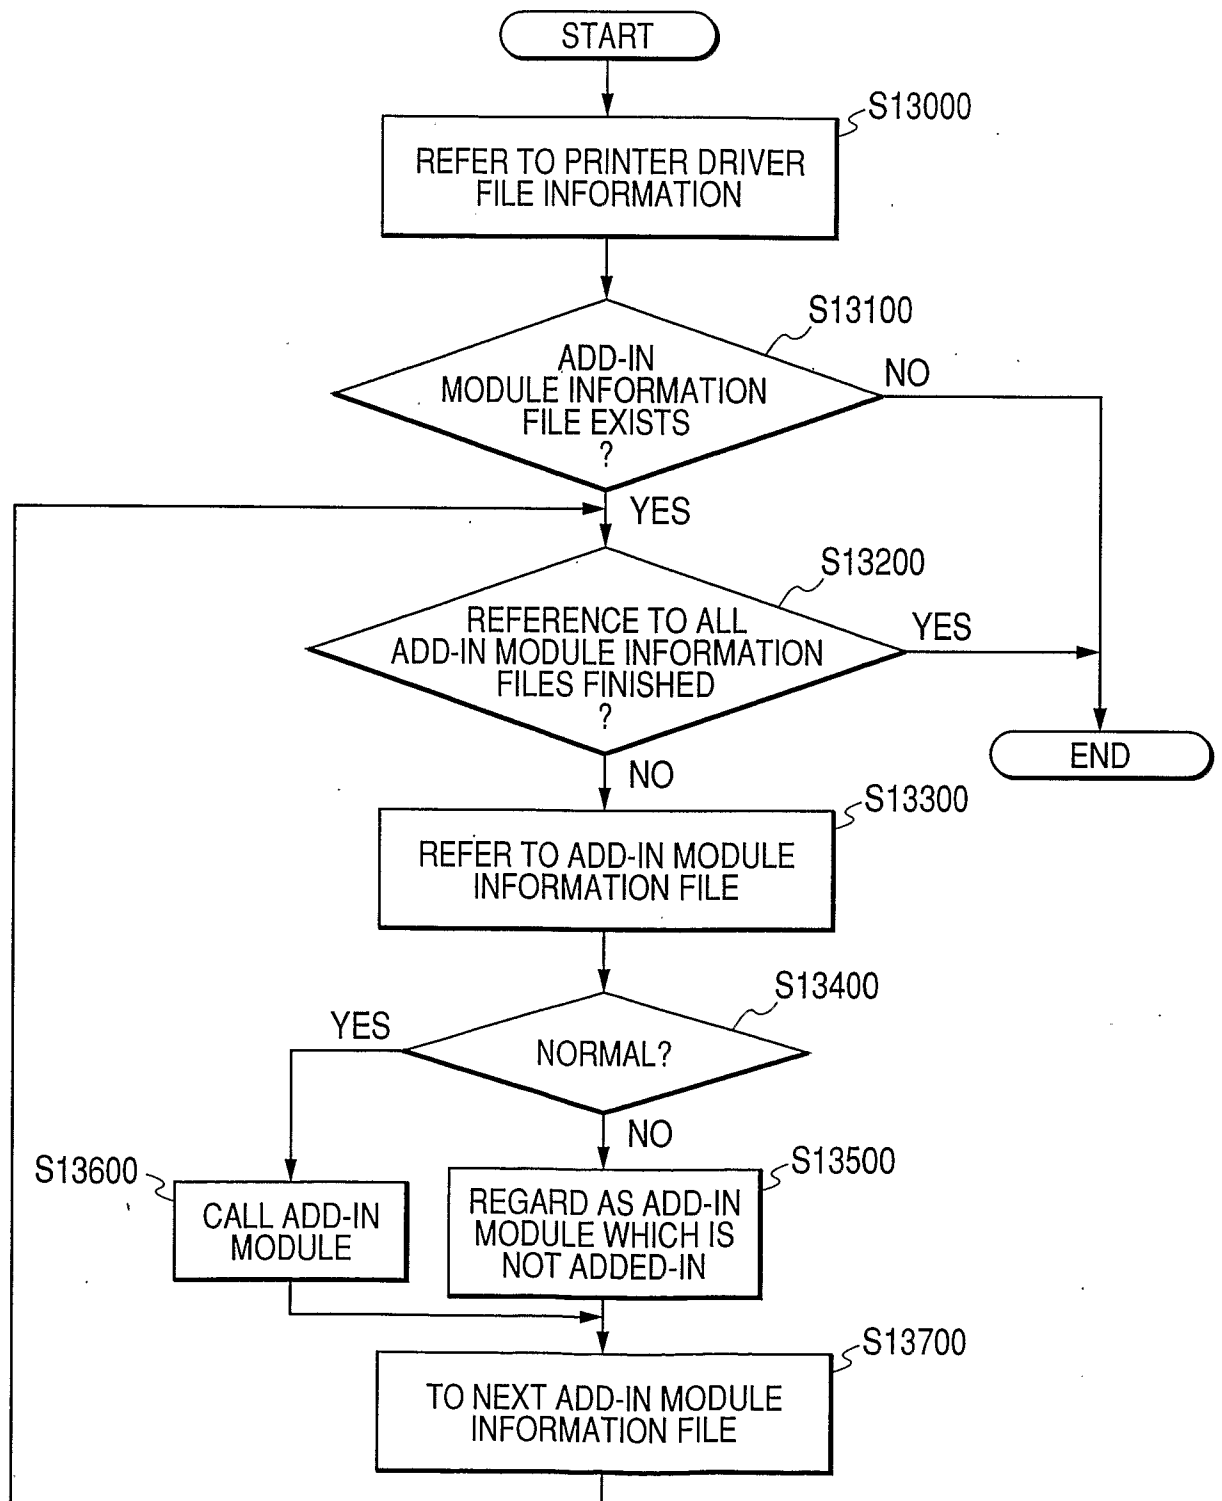 START
S13000
REFER TO PRINTER DRIVER
FILE INFORMATION
S13100
ADD-IN
MODULE INFORMATION
FILE EXISTS
?
NO
YES
S13200
REFERENCE TO ALL
ADD-IN MODULE INFORMATION
FILES FINISHED
?
YES
END
NO
S13300
REFER TO ADD-IN MODULE
INFORMATION FILE
S13400
YES
NORMAL?
NO
S13600
CALL ADD-IN
MODULE
S13500
REGARD AS ADD-IN
MODULE WHICH IS
NOT ADDED-IN
S13700
TO NEXT ADD-IN MODULE
INFORMATION FILE